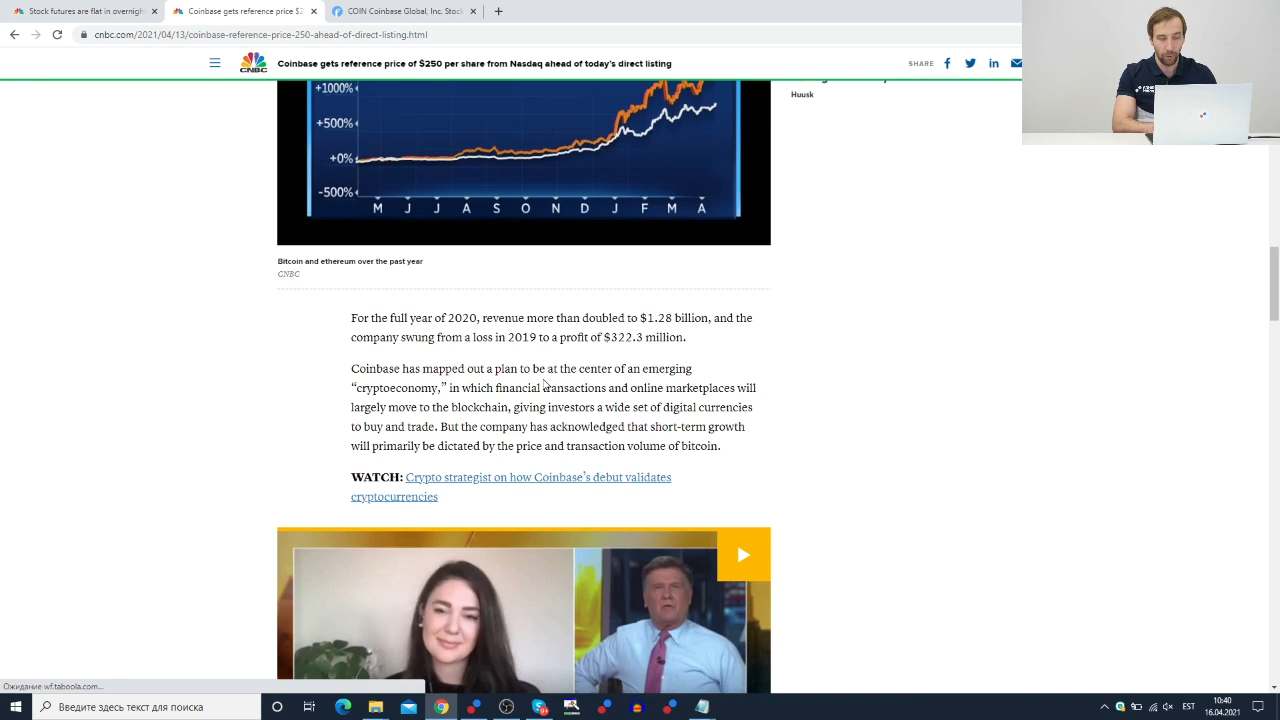 Stock futures are flat in overnigh
Coinbase gets reference price $2
COIN Coinbase Global, Inc. Stock
cnbc.com/2021/04/13/coinbase-reference-price-250-ahead-of-direct-listing.html
CNBC
Coinbase gets reference price of $250 per share from Nasdaq ahead of today's direct listing
SHARE
Huusk
+1000%
+500%
+0%
-500%
M J J A S O N D J F M A
Bitcoin and ethereum over the past year
CNBC
For the full year of 2020, revenue more than doubled to $1.28 billion, and the
company swung from a loss in 2019 to a profit of $322.3 million.
Coinbase has mapped out a plan to be at the center of an emerging
“cryptoeconomy,” in which financial transactions and online marketplaces will
largely move to the blockchain, giving investors a wide set of digital currencies
to buy and trade. But the company has acknowledged that short-term growth
will primarily be dictated by the price and transaction volume of bitcoin.
WATCH: Crypto strategist on how Coinbase’s debut validates
cryptocurrencies
Ожидание wf.taboola.com...
Введите здесь текст для поиска
EST
10:40
16.04.2021